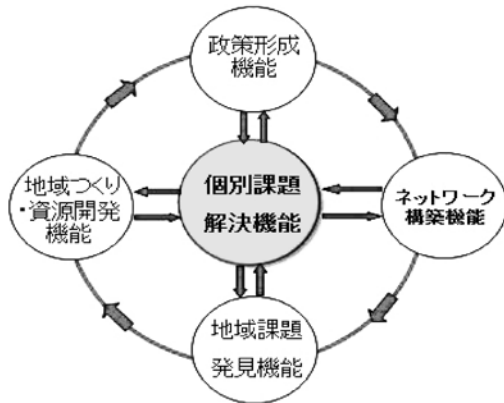 政策形成
機能
地域つくり
・資源開発
機能
個別課題
解決機能
ネットワーク
構築機能
地域課題
発見機能